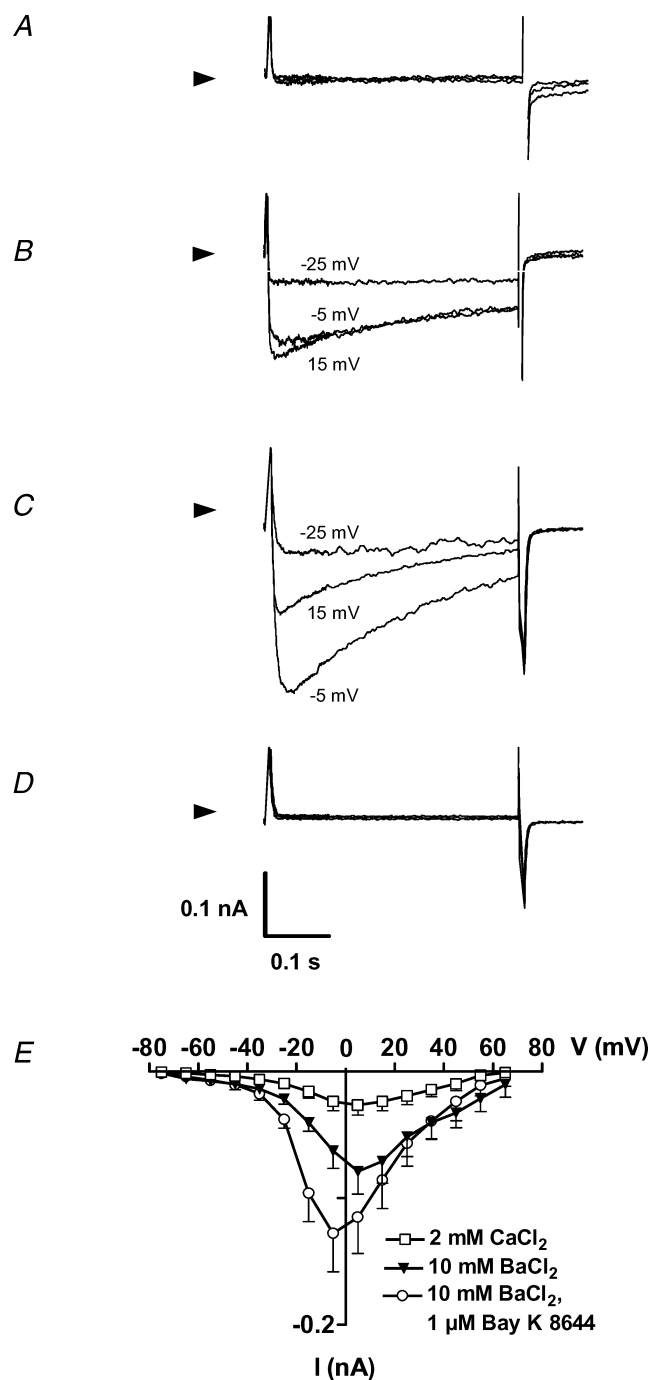 A
B
-25 mV
-5 mV
15 mV
C
-25 mV
15 mV
-5 mV
D
0.1 nA
0.1 s
E
-80 -60 -40 -20 0 20 40 60 80 V (mV)
2 mM CaCl₂
10 mM BaCl₂
10 mM BaCl₂,
1 µM Bay K 8644
-0.2
I (nA)